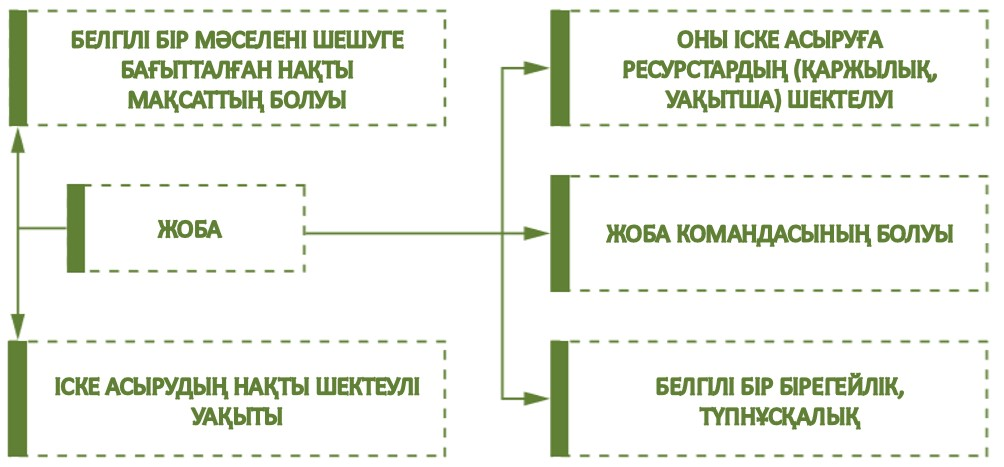 БЕЛГІЛІ БІР МӘСЕЛЕНІ ШЕШУГЕ
БАҒЫТТАЛҒАН НАҚТЫ
МАҚСАТТЫҢ БОЛУЫ
ОНЫ ІСКЕ АСЫРУҒА
РЕСУРСТАРДЫҢ (ҚАРЖЫЛЫҚ,
УАҚЫТША) ШЕКТЕЛУІ
ЖОБА
ЖОБА КОМАНДАСЫНЫҢ БОЛУЫ
ІСКЕ АСЫРУДЫҢ НАҚТЫ ШЕКТЕУЛІ
УАҚЫТЫ
БЕЛГІЛІ БІР БІРЕГЕЙЛІК,
ТҮПНҰСҚАЛЫҚ